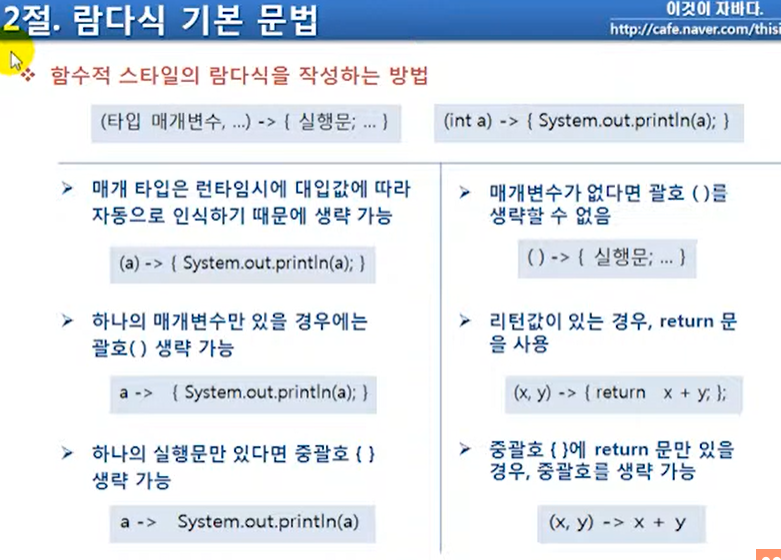 2절. 람다식 기본 문법
이것이 자바다.
http://cafe.naver.com/thisi
함수적 스타일의 람다식을 작성하는 방법
(타입 매개변수, ...) -> { 실행문; ... }
(int a) -> { System.out.println(a); }
매개 타입은 런타임시에 대입값에 따라
자동으로 인식하기 때문에 생략 가능
(a) -> { System.out.println(a); }
하나의 매개변수만 있을 경우에는
괄호( ) 생략 가능
a -> { System.out.println(a); }
하나의 실행문만 있다면 중괄호 { }
생략 가능
a -> System.out.println(a)
매개변수가 없다면 괄호 ( )를
생략할 수 없음
( ) -> { 실행문; ... }
리턴값이 있는 경우, return 문
을 사용
(x, y) -> { return x + y; };
중괄호 { }에 return 문만 있을
경우, 중괄호를 생략 가능
(x, y) -> x + y